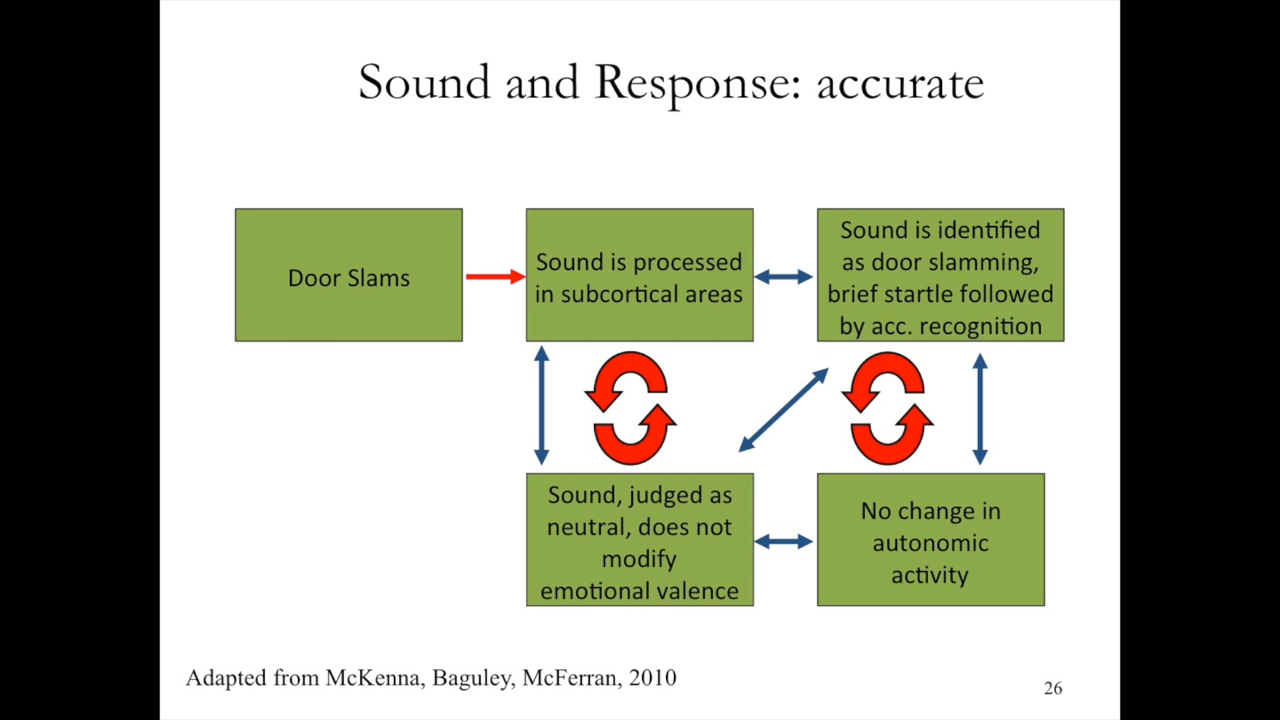 Sound and Response: accurate
Door Slams
Sound is processed
in subcortical areas
Sound is identified
as door slamming,
brief startle followed
by acc. recognition
Sound, judged as
neutral, does not
modify
emotional valence
No change in
autonomic
activity
Adapted from McKenna, Baguley, McFerran, 2010
26